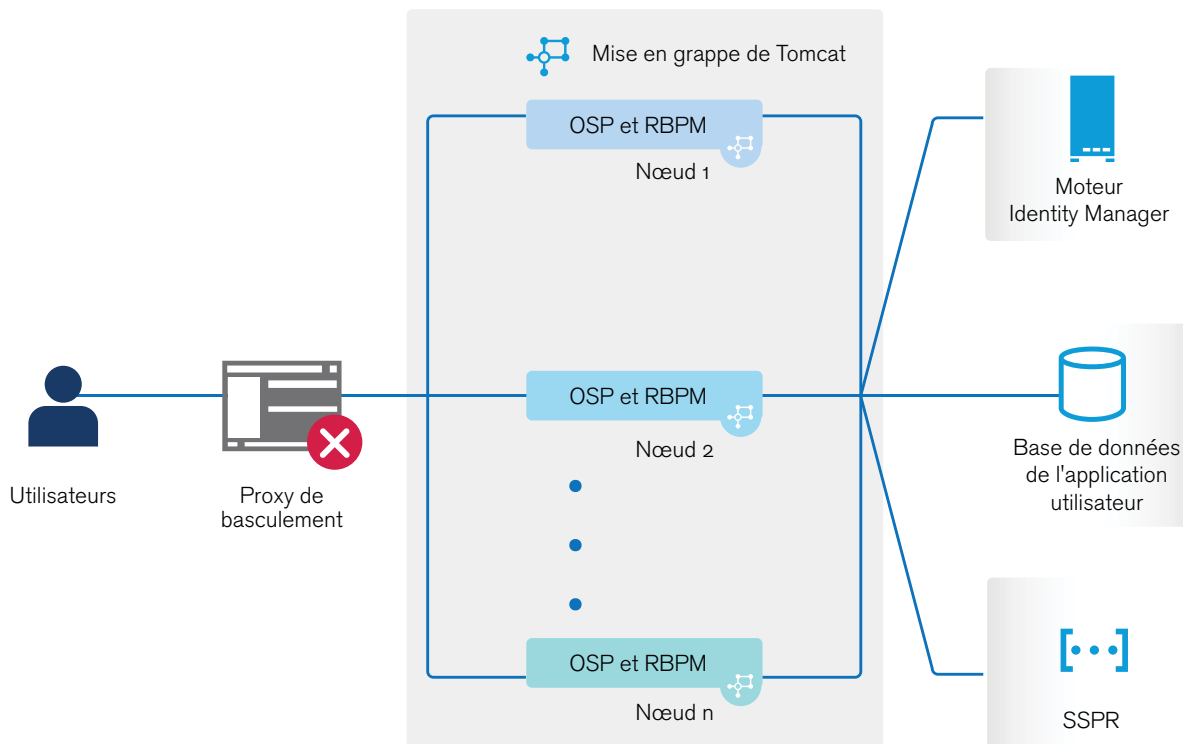 Mise en grappe de Tomcat
OSP et RBPM
Nœud 1
Moteur
Identity Manager
OSP et RBPM
Nœud 2
Utilisateurs
Proxy de
basculement
Base de données
de l'application
utilisateur
OSP et RBPM
Nœud n
SSPR